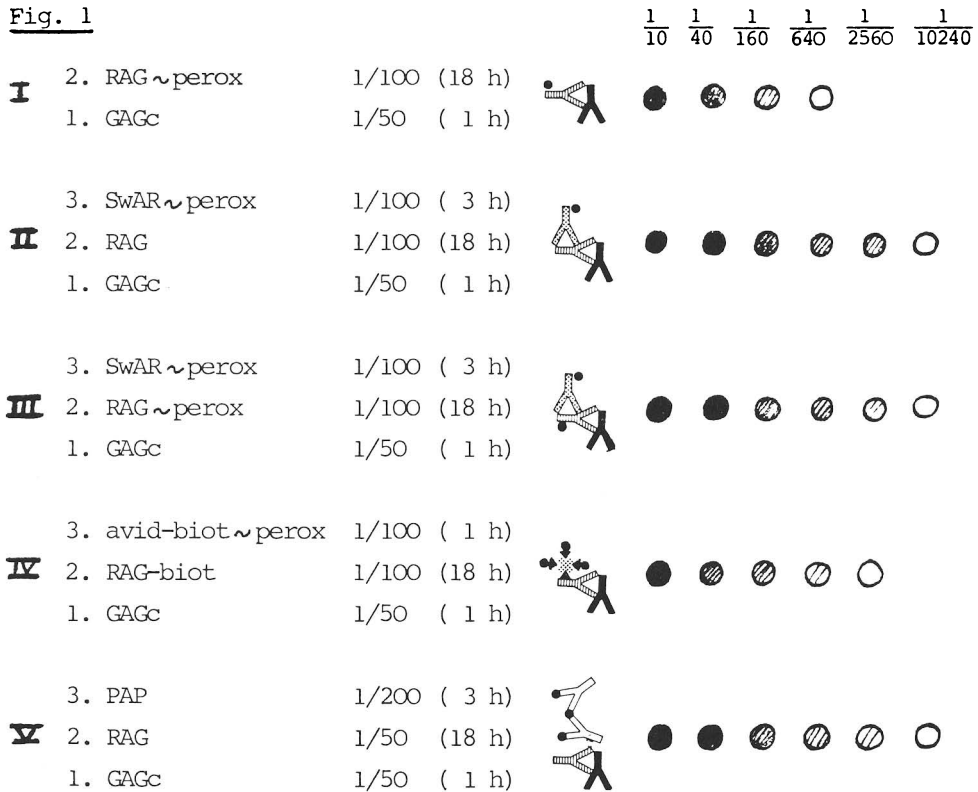 Fig. 1
1/10 1/40 1/160 1/640 1/2560 1/10240
I
2. RAG~perox 1/100 (18 h)
1. GAGc 1/50 ( 1 h)
3. SwAR~perox 1/100 ( 3 h)
II 2. RAG 1/100 (18 h)
1. GAGc 1/50 ( 1 h)
3. SwAR~perox 1/100 ( 3 h)
III 2. RAG~perox 1/100 (18 h)
1. GAGc 1/50 ( 1 h)
3. avid-biot~perox 1/100 ( 1 h)
IV 2. RAG-biot 1/100 (18 h)
1. GAGc 1/50 ( 1 h)
3. PAP 1/200 ( 3 h)
V 2. RAG 1/50 (18 h)
1. GAGc 1/50 ( 1 h)